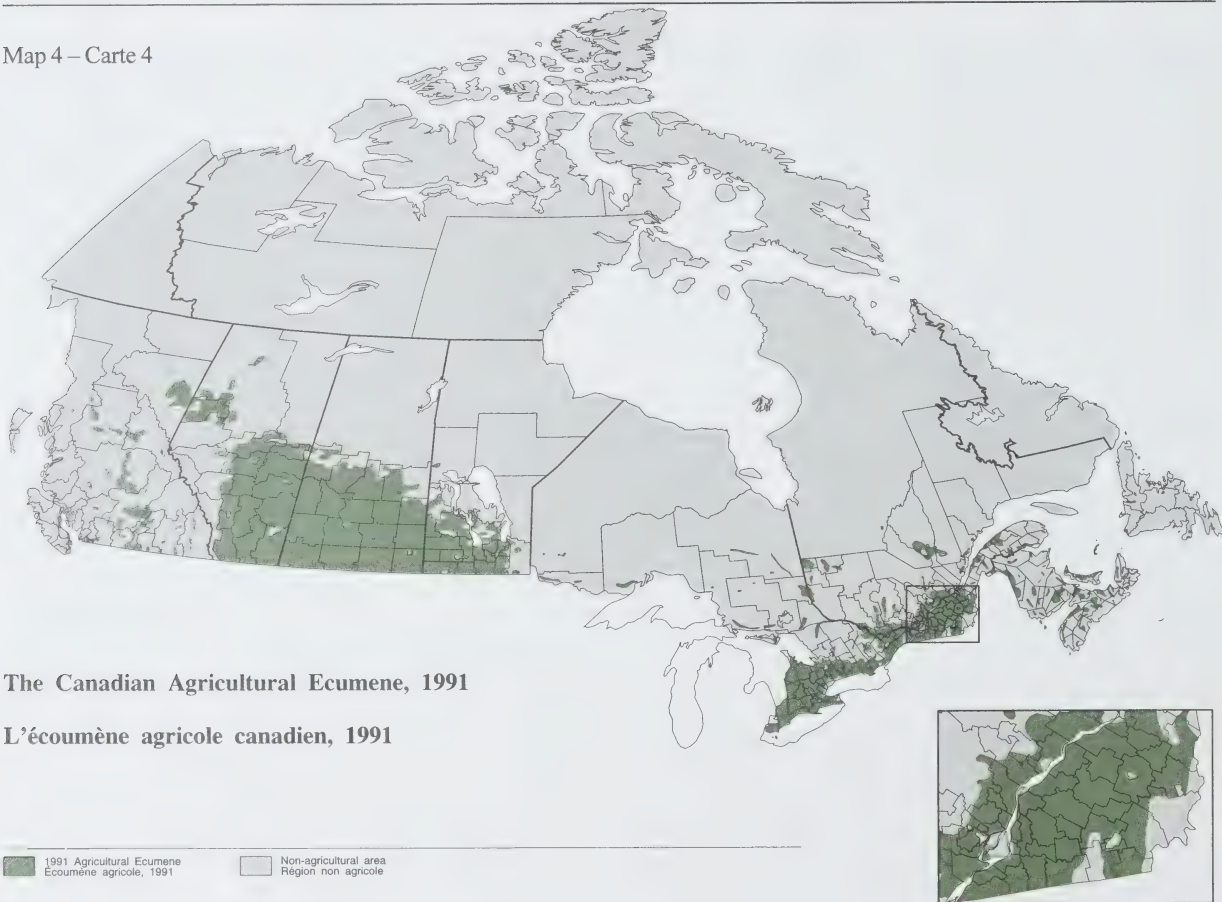 Map 4 – Carte 4
The Canadian Agricultural Ecumene, 1991
L'écoumène agricole canadien, 1991
1991 Agricultural Ecumene
Écoumène agricole, 1991
Non-agricultural area
Région non agricole